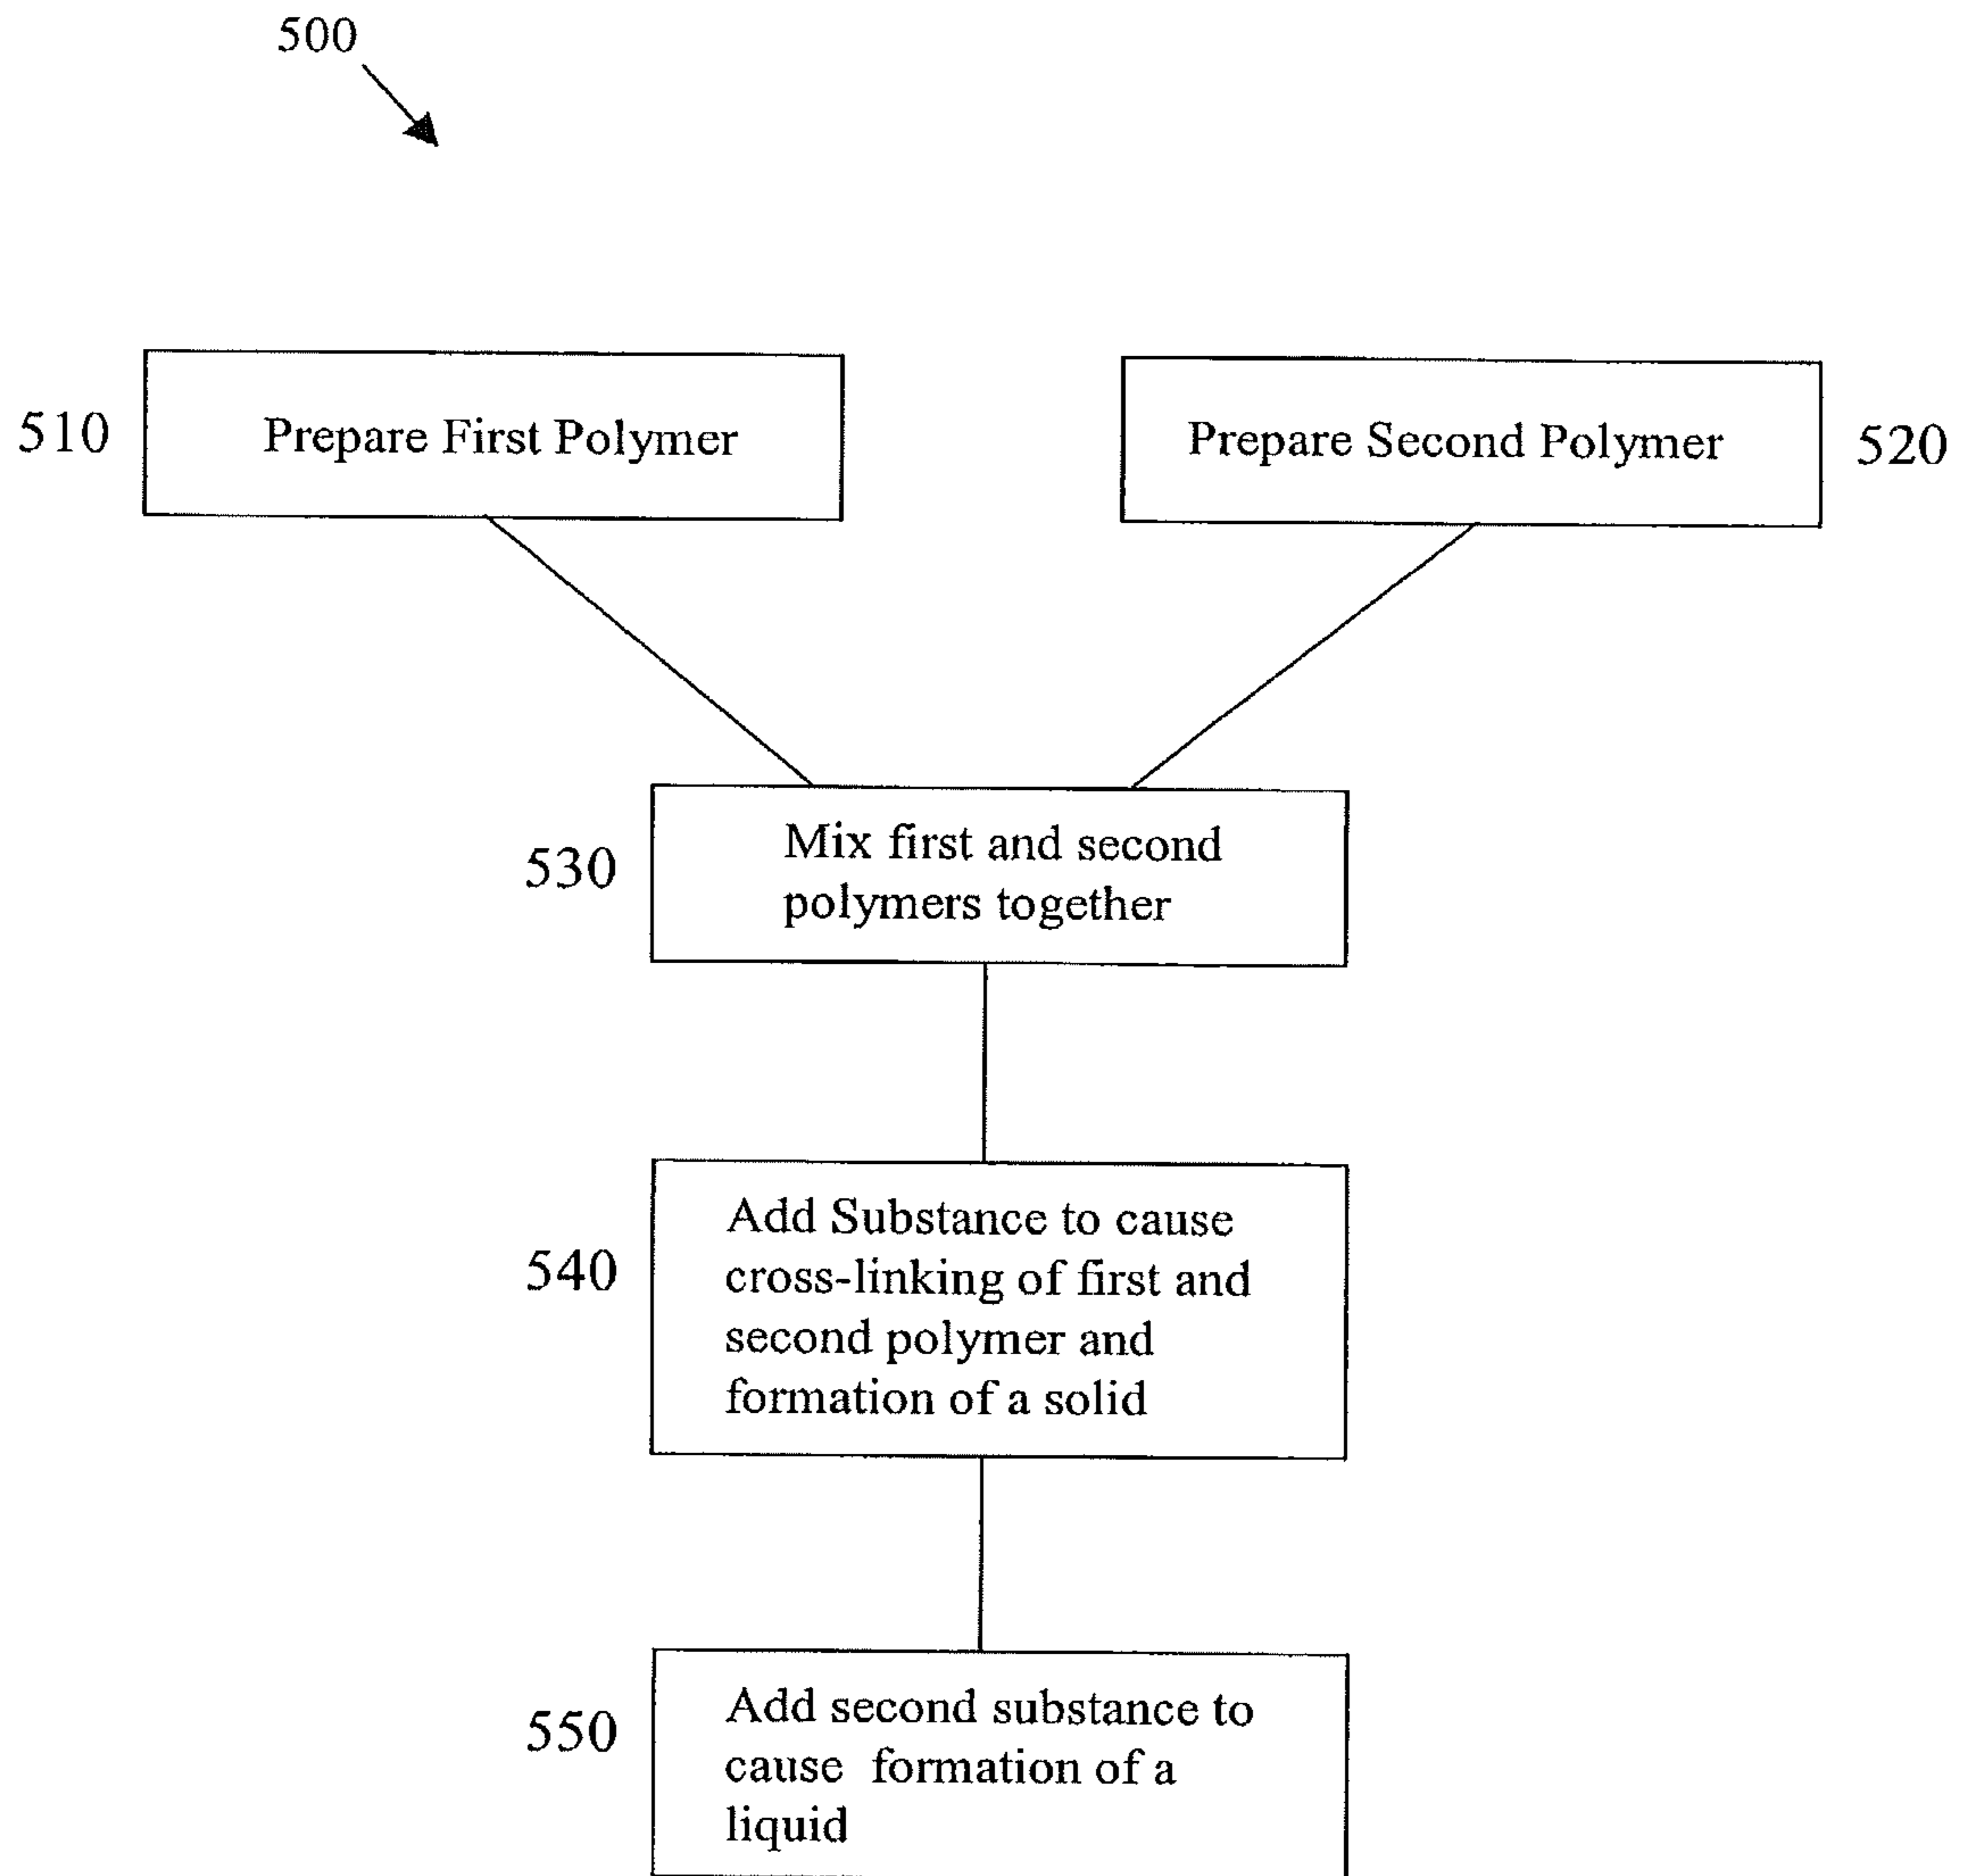 500
510
Prepare First Polymer
Prepare Second Polymer
520
530
Mix first and second
polymers together
540
Add Substance to cause
cross-linking of first and
second polymer and
formation of a solid
550
Add second substance to
cause formation of a
liquid